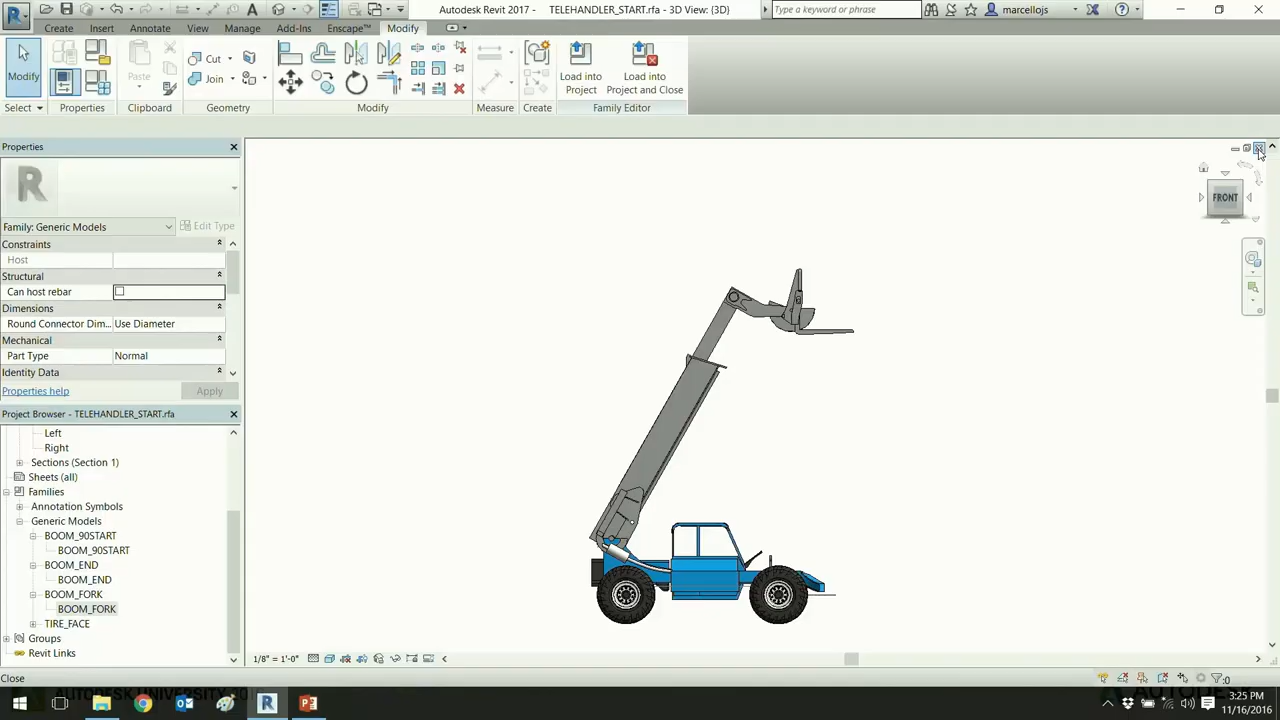 Autodesk Revit 2017 -    TELEHANDLER_START.rfa - 3D View: {3D}
Type a keyword or phrase
marcellojs
Create Insert Annotate View Manage Add-Ins Enscape™ Modify
Modify
Paste
Cut
Join
Load into Project
Load into Project and Close
Select Properties Clipboard Geometry Modify Measure Create Family Editor
Properties
R
Family: Generic Models
Edit Type
Constraints
Host
Structural
Can host rebar
Dimensions
Round Connector Dim... Use Diameter
Mechanical
Part Type Normal
Identity Data
Properties help
Apply
Project Browser - TELEHANDLER_START.rfa
Left
Right
Sections (Section 1)
Sheets (all)
Families
Annotation Symbols
Generic Models
BOOM_90START
BOOM_90START
BOOM_END
BOOM_END
BOOM_FORK
BOOM_FORK
TIRE_FACE
Groups
Revit Links
FRONT
1/8" = 1'-0"
Close
:0
AUTODESK UNIVERSITY
3:25 PM
11/16/2016